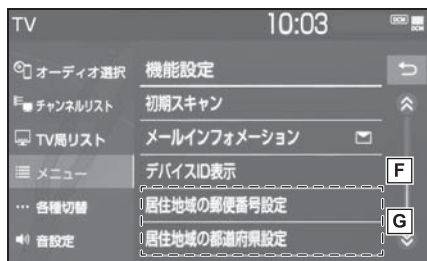 TV
10:03
DCM
オーディオ選択
機能設定
チャンネルリスト
初期スキャン
TV局リスト
メールインフォメーション
メニュー
デバイスID表示
F
各種切替
居住地域の郵便番号設定
G
音設定
居住地域の都道府県設定